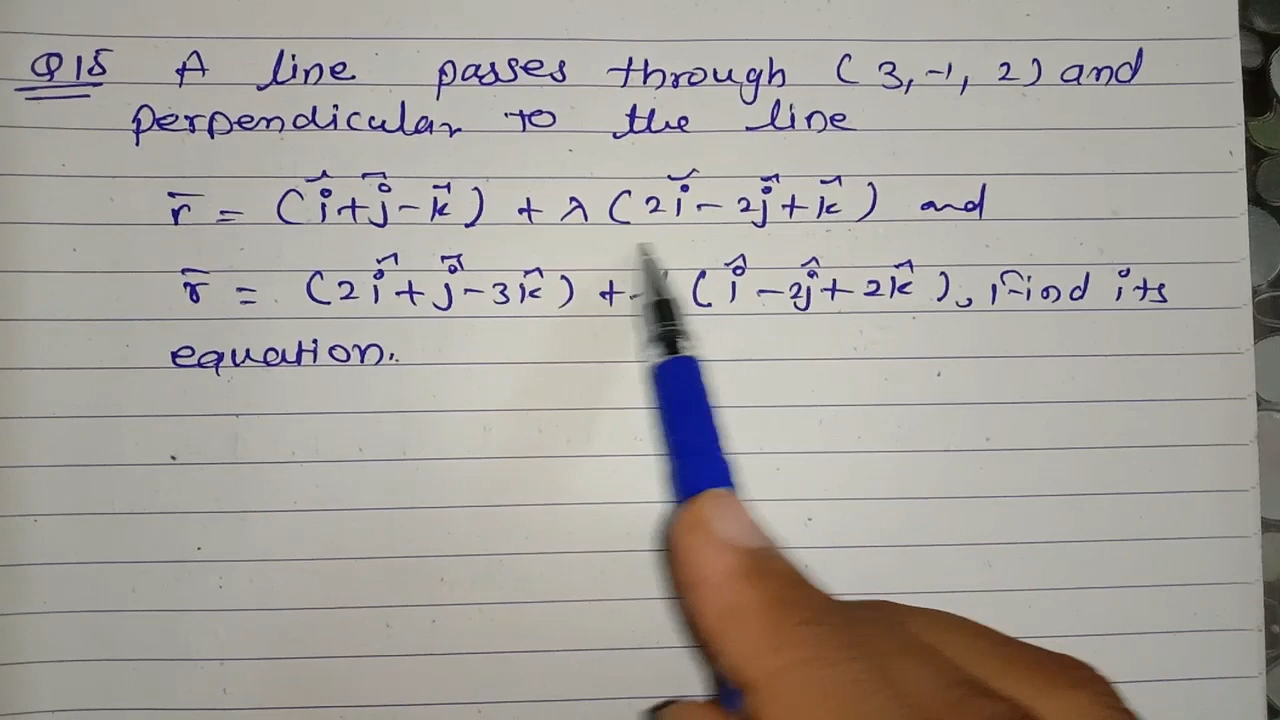 Q18 A line passes through (3,-1, 2) and
perpendicular to the line
r̄ = (î+ĵ-k̂) + λ(2î-2ĵ+k̂) and
r̄ = (2î+ĵ-3k̂) + (î-2ĵ+2k̂), Find its
equation.